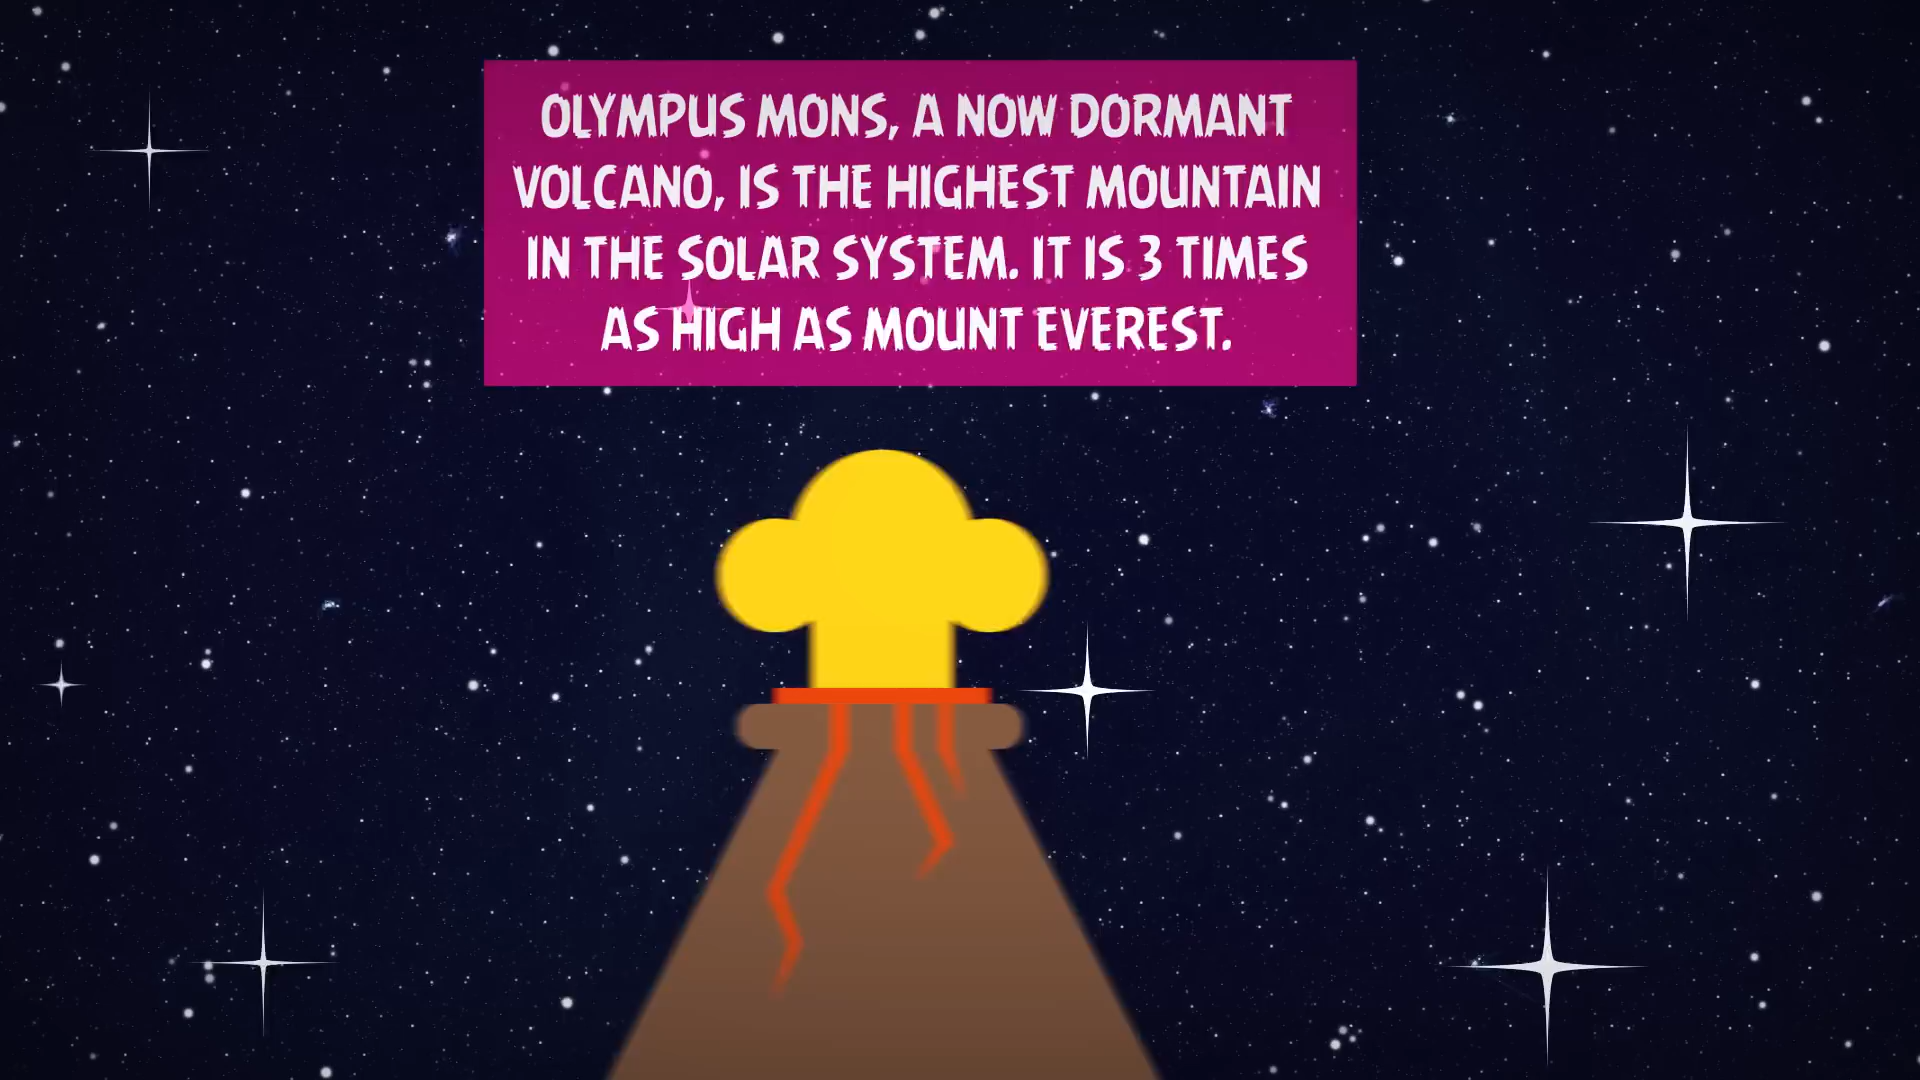 OLYMPUS MONS, A NOW DORMANT
VOLCANO, IS THE HIGHEST MOUNTAIN
IN THE SOLAR SYSTEM. IT IS 3 TIMES
AS HIGH AS MOUNT EVEREST.